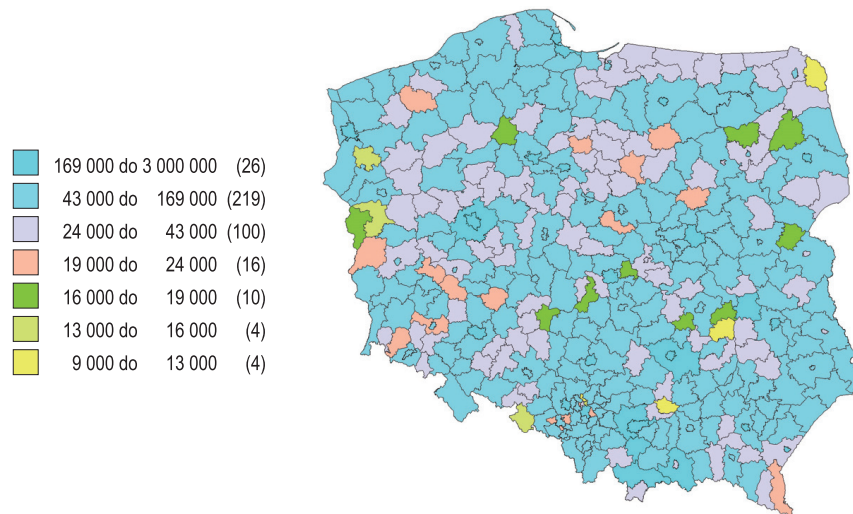 169 000 do 3 000 000 (26)
43 000 do 169 000 (219)
24 000 do 43 000 (100)
19 000 do 24 000 (16)
16 000 do 19 000 (10)
13 000 do 16 000 (4)
9 000 do 13 000 (4)